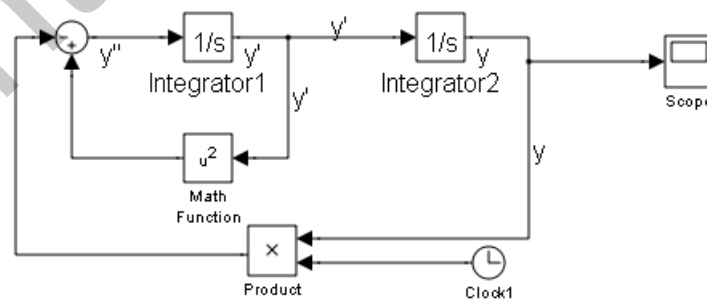 y'
- +
y''
1/s
y'
1/s
y
Integrator1
Integrator2
Scope
y'
u²
y
Math
Function
×
Product
Clock1